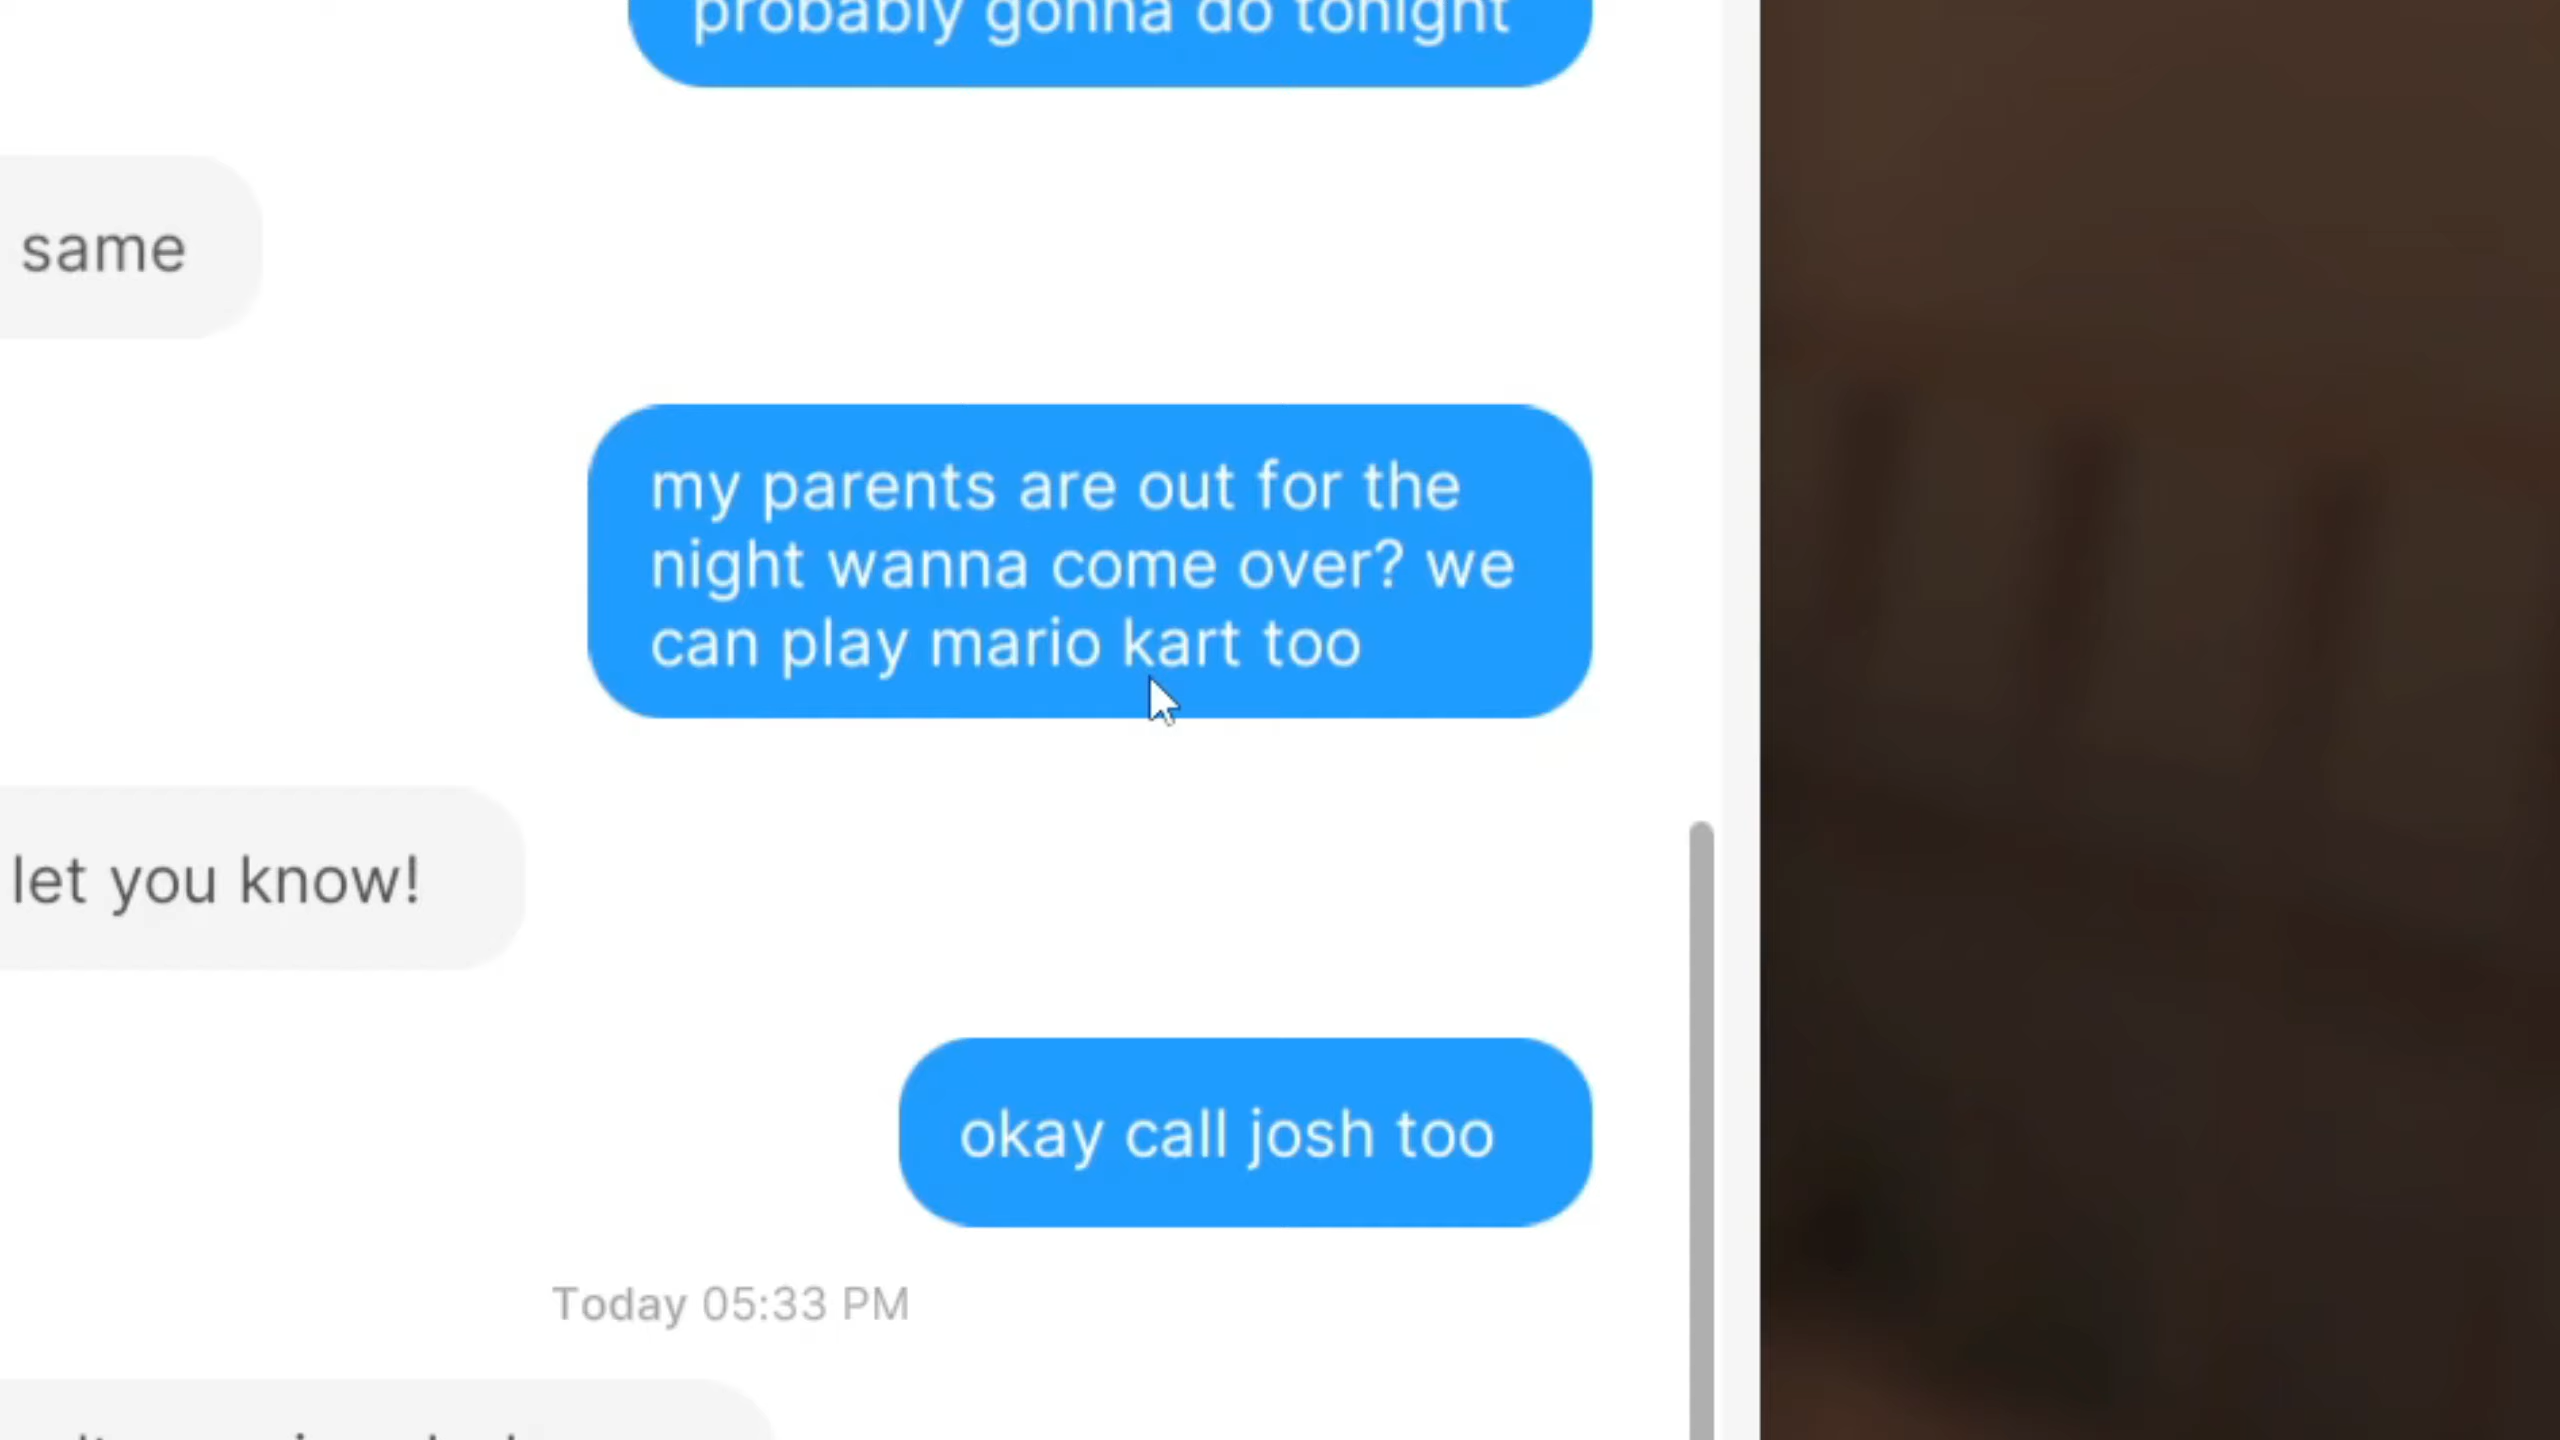 probably gonna do tonight
same
my parents are out for the
night wanna come over? we
can play mario kart too
let you know!
okay call josh too
Today 05:33 PM